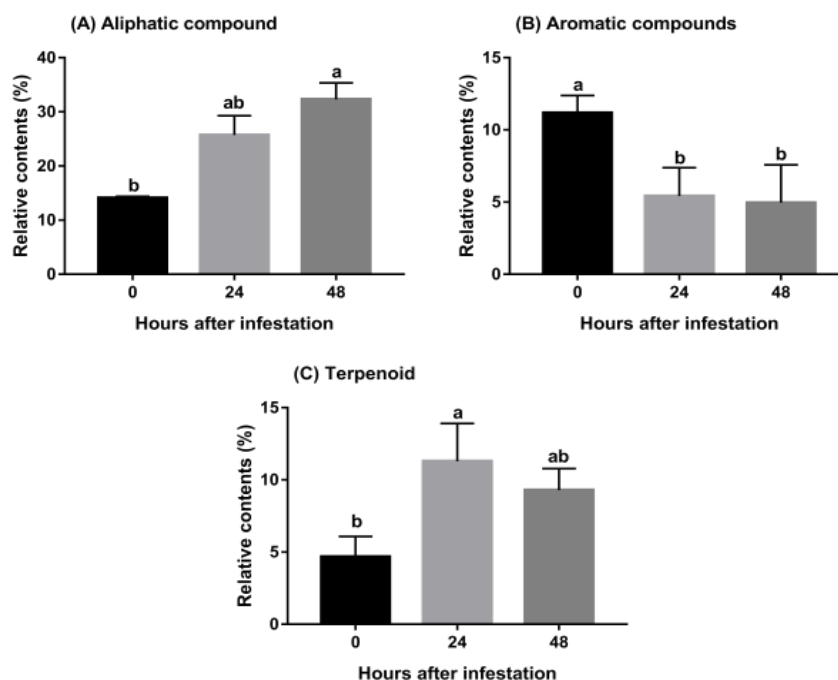 (A) Aliphatic compound
Relative contents (%)
40
30
20
10
0
b
ab
a
0 24 48
Hours after infestation
(B) Aromatic compounds
Relative contents (%)
15
10
5
0
a
b
b
0 24 48
Hours after infestation
(C) Terpenoid
Relative contents (%)
15
10
5
0
b
a
ab
0 24 48
Hours after infestation